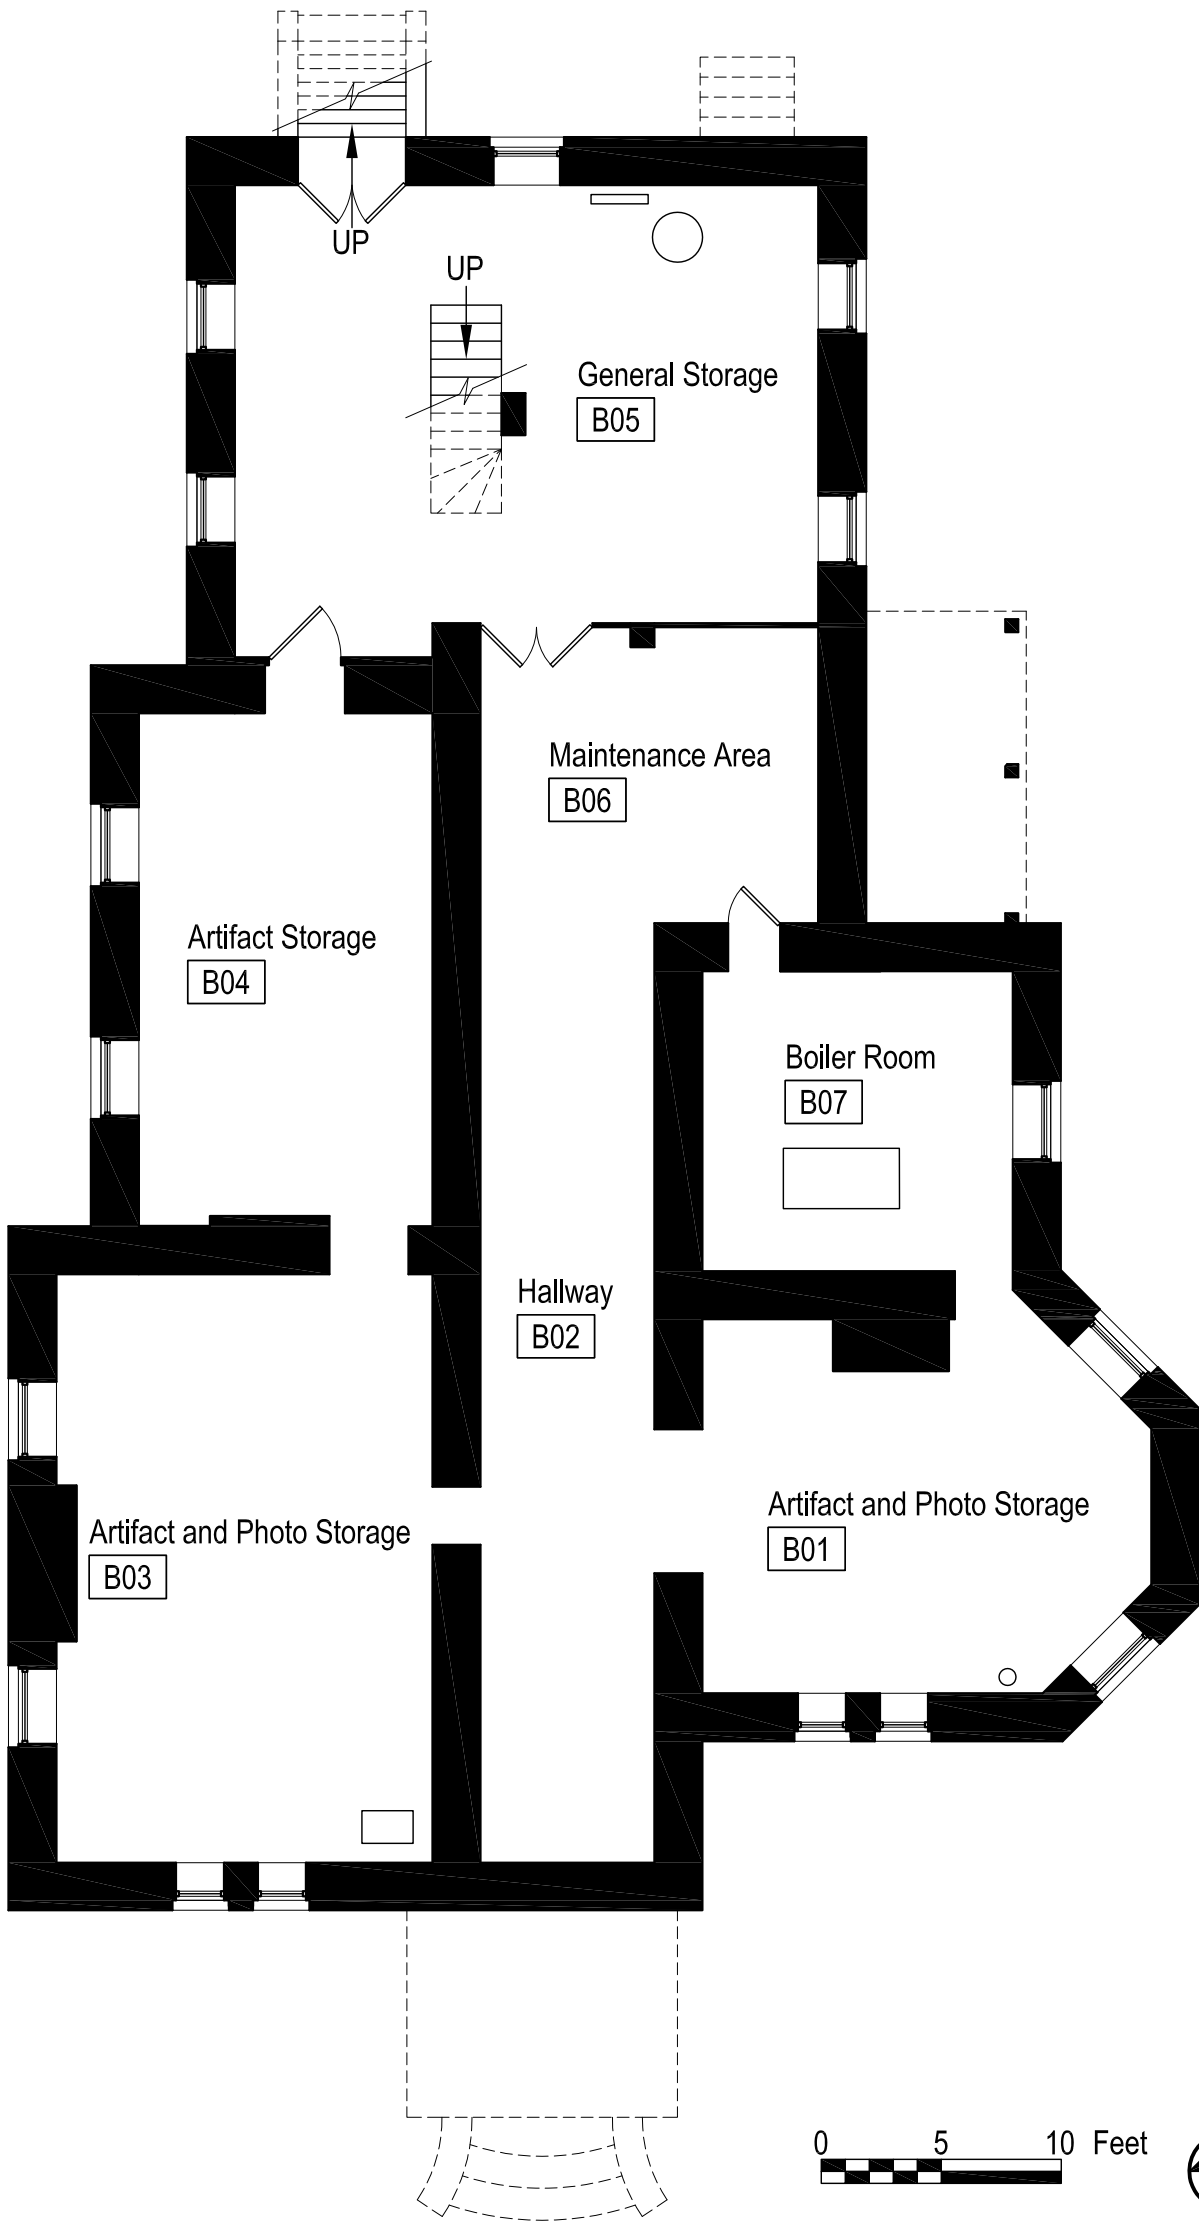 UP
UP
General Storage
B05
Maintenance Area
B06
Artifact Storage
B04
Boiler Room
B07
Hallway
B02
Artifact and Photo Storage
B01
Artifact and Photo Storage
B03
0 5 10 Feet